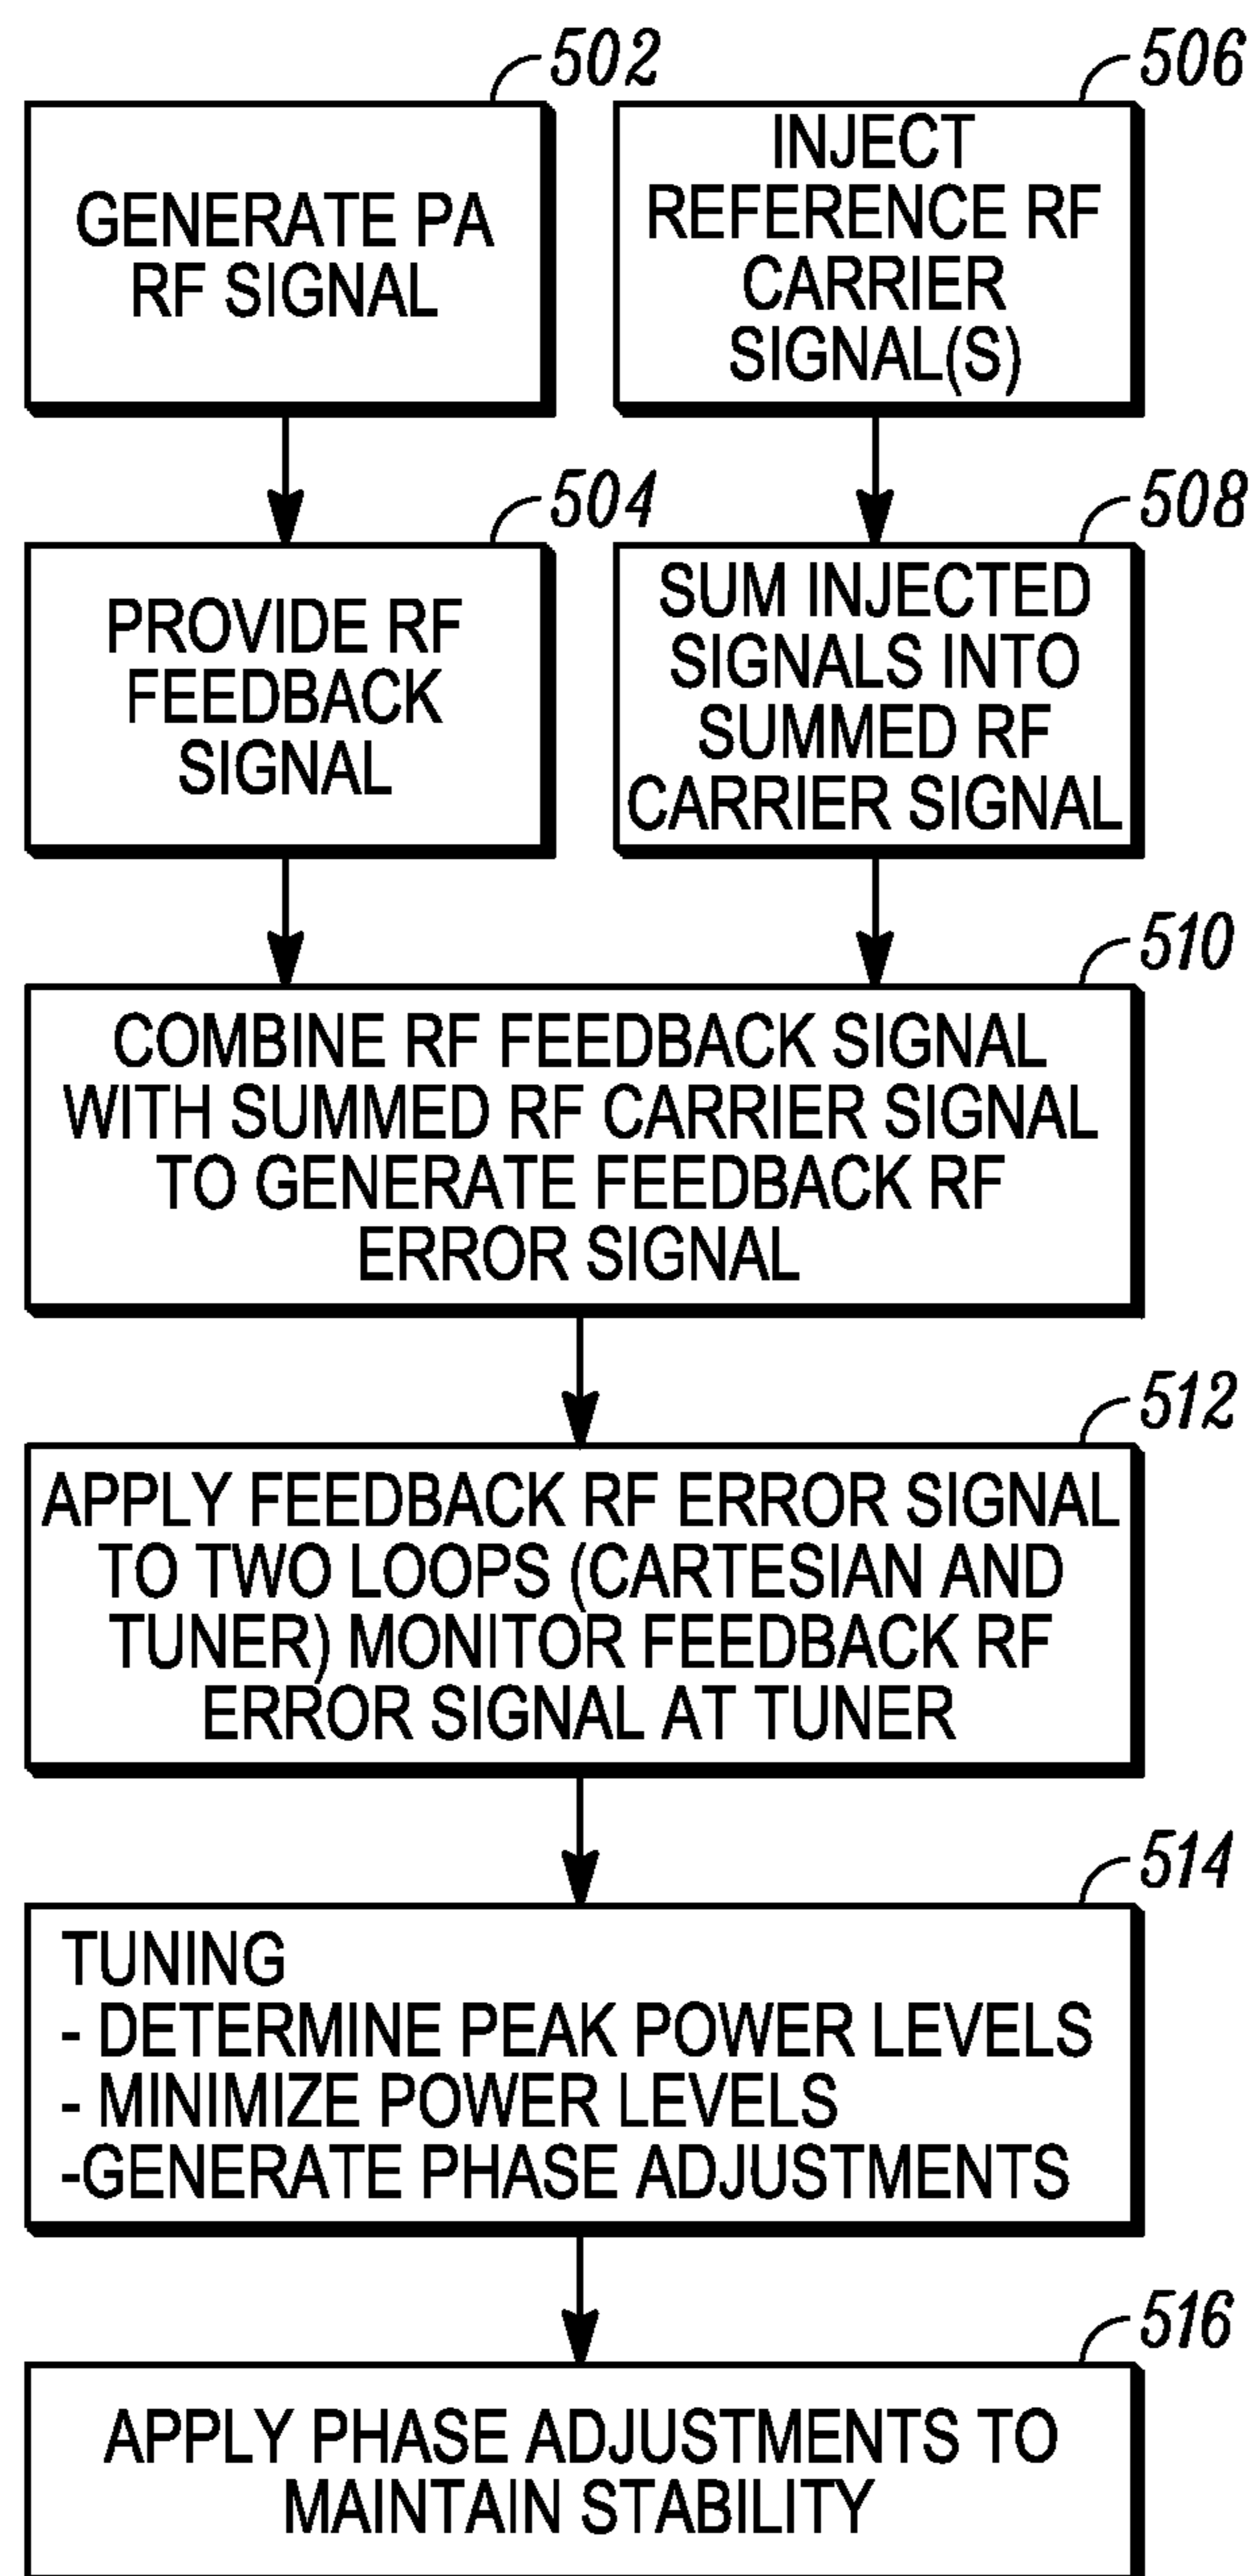 502
GENERATE PA
RF SIGNAL
506
INJECT
REFERENCE RF
CARRIER
SIGNAL(S)
504
PROVIDE RF
FEEDBACK
SIGNAL
508
SUM INJECTED
SIGNALS INTO
SUMMED RF
CARRIER SIGNAL
510
COMBINE RF FEEDBACK SIGNAL
WITH SUMMED RF CARRIER SIGNAL
TO GENERATE FEEDBACK RF
ERROR SIGNAL
512
APPLY FEEDBACK RF ERROR SIGNAL
TO TWO LOOPS (CARTESIAN AND
TUNER) MONITOR FEEDBACK RF
ERROR SIGNAL AT TUNER
514
TUNING
- DETERMINE PEAK POWER LEVELS
- MINIMIZE POWER LEVELS
-GENERATE PHASE ADJUSTMENTS
516
APPLY PHASE ADJUSTMENTS TO
MAINTAIN STABILITY